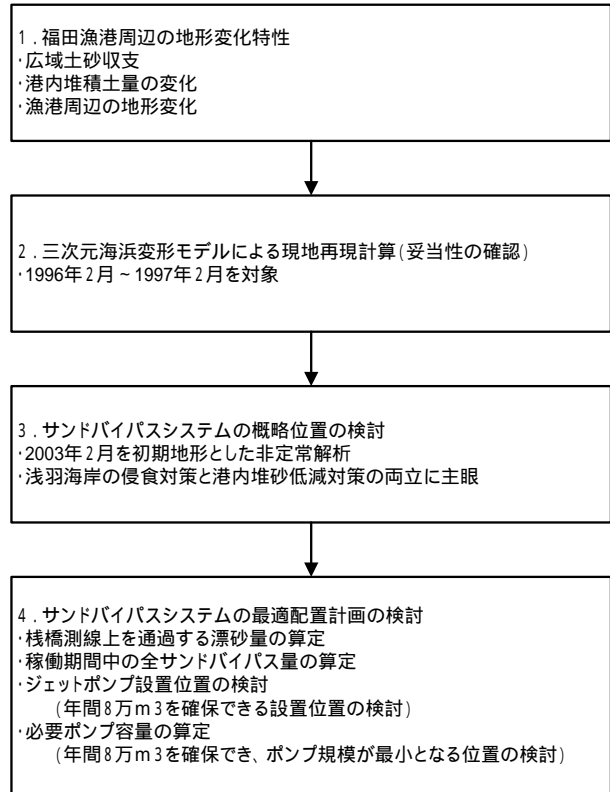 1．福田漁港周辺の地形変化特性
・広域土砂収支
・港内堆積土量の変化
・漁港周辺の地形変化
2．三次元海浜変形モデルによる現地再現計算(妥当性の確認)
・1996年2月~1997年2月を対象
3．サンドバイパスシステムの概略位置の検討
・2003年2月を初期地形とした非定常解析
・浅羽海岸の侵食対策と港内堆砂低減対策の両立に主眼
4．サンドバイパスシステムの最適配置計画の検討
・桟橋測線上を通過する漂砂量の算定
・稼働期間中の全サンドバイパス量の算定
・ジェットポンプ設置位置の検討
(年間8万m3を確保できる設置位置の検討)
・必要ポンプ容量の算定
(年間8万m3を確保でき、ポンプ規模が最小となる位置の検討)